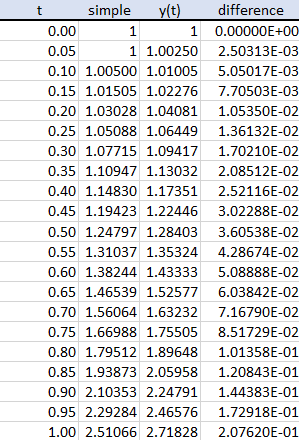 t simple y(t) difference
0.00 1 1 0.00000E+00
0.05 1 1.00250 2.50313E-03
0.10 1.00500 1.01005 5.05017E-03
0.15 1.01505 1.02276 7.70503E-03
0.20 1.03028 1.04081 1.05350E-02
0.25 1.05088 1.06449 1.36132E-02
0.30 1.07715 1.09417 1.70210E-02
0.35 1.10947 1.13032 2.08512E-02
0.40 1.14830 1.17351 2.52116E-02
0.45 1.19423 1.22446 3.02288E-02
0.50 1.24797 1.28403 3.60538E-02
0.55 1.31037 1.35324 4.28674E-02
0.60 1.38244 1.43333 5.08888E-02
0.65 1.46539 1.52577 6.03842E-02
0.70 1.56064 1.63232 7.16790E-02
0.75 1.66988 1.75505 8.51729E-02
0.80 1.79512 1.89648 1.01358E-01
0.85 1.93873 2.05958 1.20843E-01
0.90 2.10353 2.24791 1.44383E-01
0.95 2.29284 2.46576 1.72918E-01
1.00 2.51066 2.71828 2.07620E-01